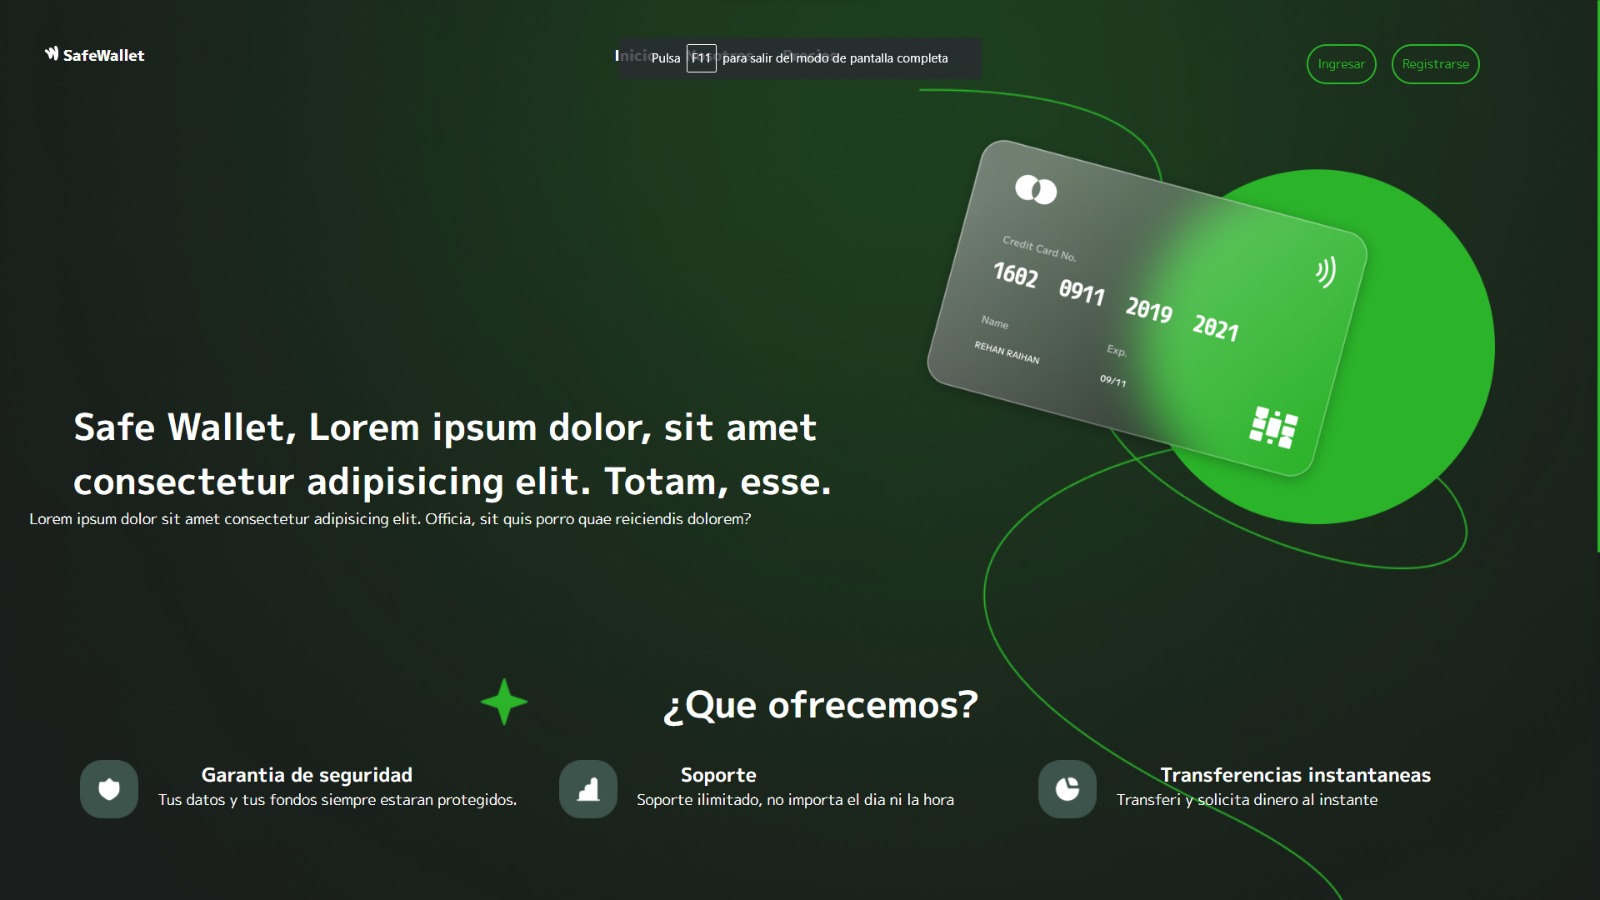 SafeWallet
Inicio Nosotros Precios
Pulsa F11 para salir del modo de pantalla completa
Ingresar
Registrarse
Credit Card No.
1602 0911 2019 2021
Name
REHAN RAIHAN
Exp.
09/11
Safe Wallet, Lorem ipsum dolor, sit amet
consectetur adipisicing elit. Totam, esse.
Lorem ipsum dolor sit amet consectetur adipisicing elit. Officia, sit quis porro quae reiciendis dolorem?
¿Que ofrecemos?
Garantia de seguridad
Tus datos y tus fondos siempre estaran protegidos.
Soporte
Soporte ilimitado, no importa el dia ni la hora
Transferencias instantaneas
Transferi y solicita dinero al instante